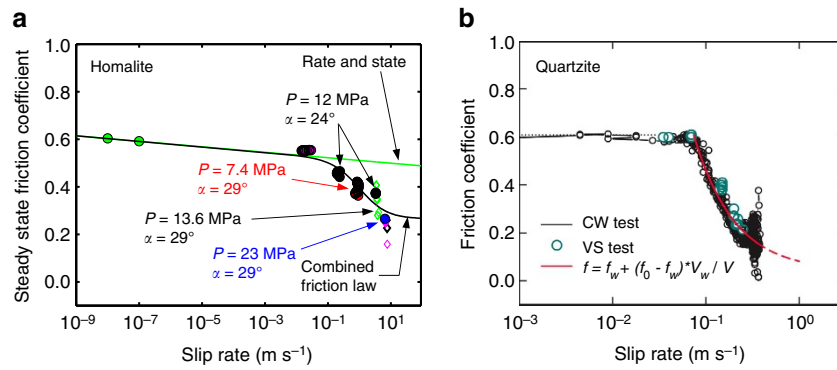 a
Homalite
Rate and state
P = 12 MPa
α = 24°
P = 7.4 MPa
α = 29°
P = 13.6 MPa
α = 29°
P = 23 MPa
α = 29°
Combined
friction law
Steady state friction coefficient
1.0
0.8
0.6
0.4
0.2
0.0
10⁻⁹ 10⁻⁷ 10⁻⁵ 10⁻³ 10⁻¹ 10¹
Slip rate (m s⁻¹)
b
Quartzite
CW test
VS test
f = f_w + (f_0 - f_w)*V_w / V
Friction coefficient
1.0
0.8
0.6
0.4
0.2
0.0
10⁻³ 10⁻² 10⁻¹ 10⁰
Slip rate (m s⁻¹)